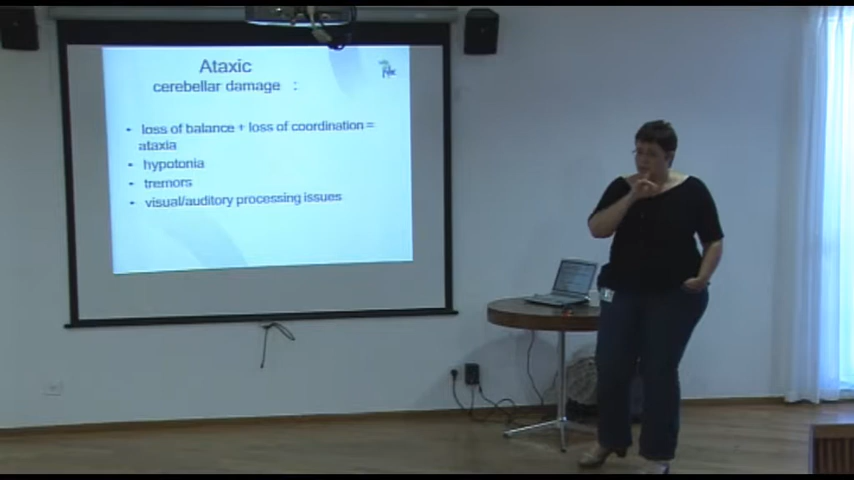 Ataxic
cerebellar damage :
• loss of balance + loss of coordination =
ataxia
• hypotonia
• tremors
• visual/auditory processing issues